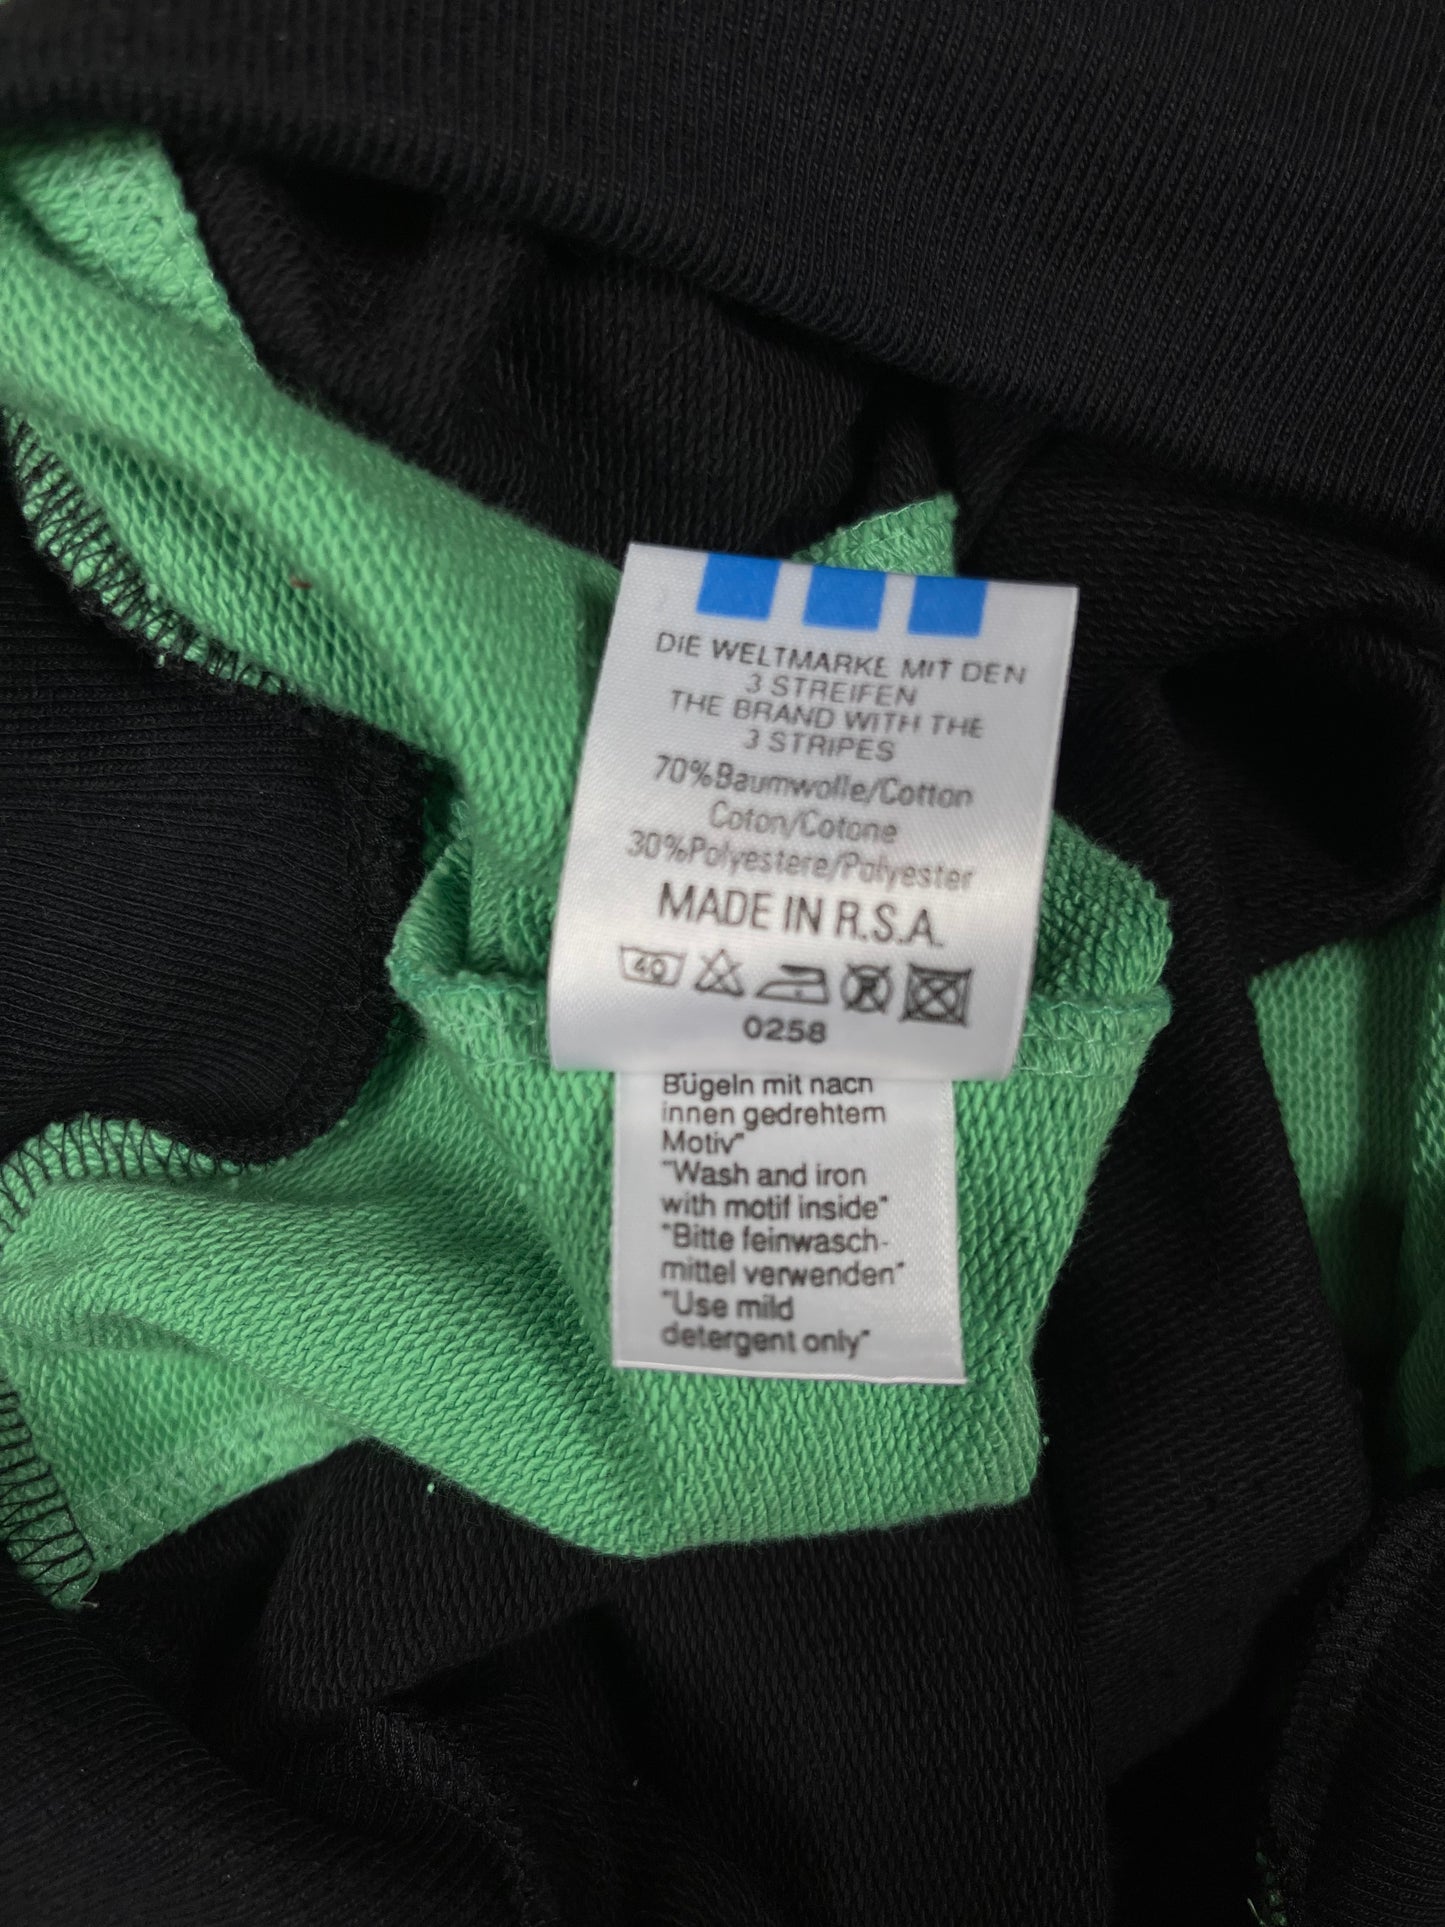 DIE WELTMARKE MIT DEN
3 STREIFEN
THE BRAND WITH THE
3 STRIPES
70%Baumwolle/Cotton
Coton/Cotone
30%Polyestere/Polyester
MADE IN R.S.A.
40
0258
Bügeln mit nach
innen gedrehtem
Motiv"
"Wash and iron
with motif inside"
"Bitte feinwasch-
mittel verwenden"
"Use mild
detergent only"